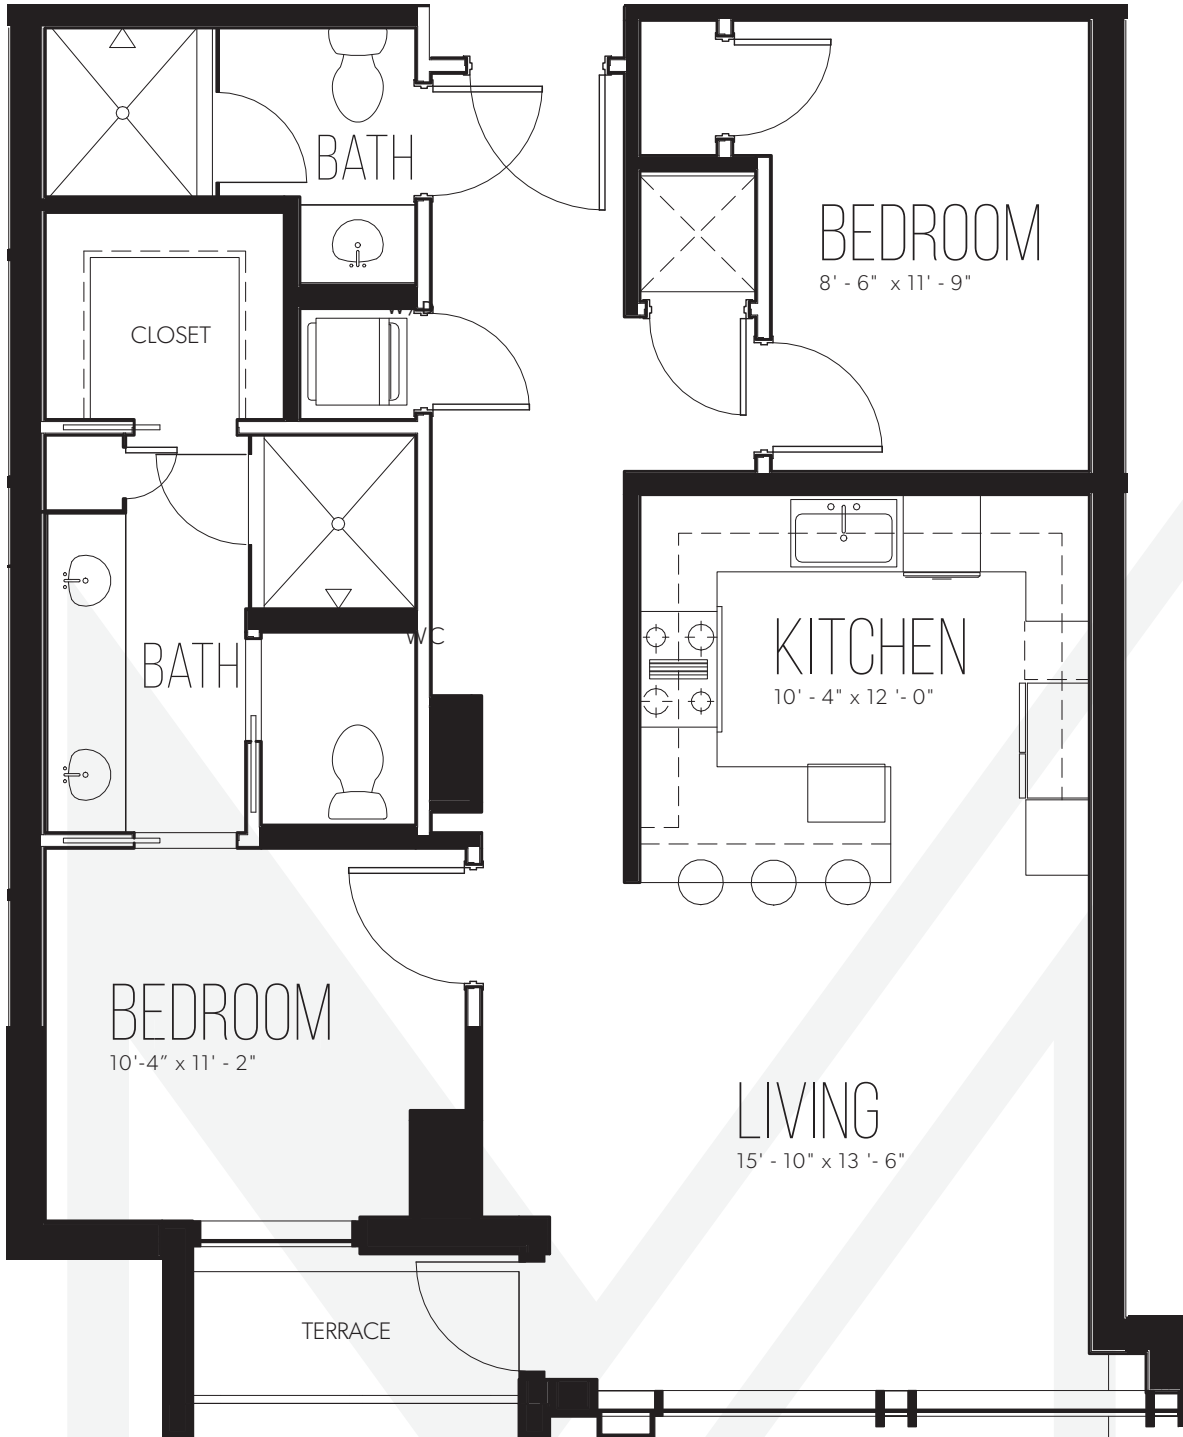 BATH
BEDROOM
8' - 6" x 11' - 9"
CLOSET
WC
BATH
KITCHEN
10' - 4" x 12 '- 0"
BEDROOM
10'-4" x 11' - 2"
LIVING
15' - 10" x 13 '- 6"
TERRACE